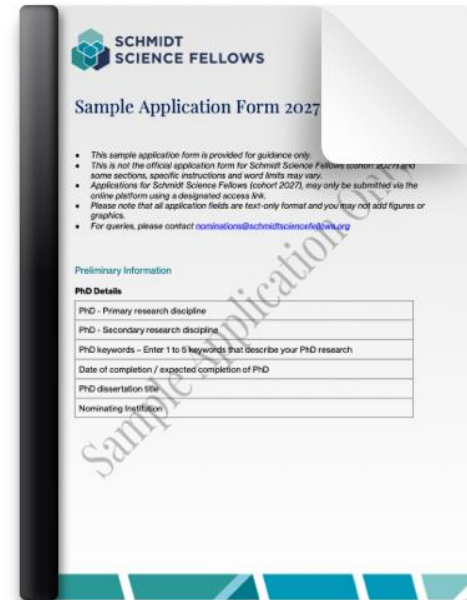 SCHMIDT
SCIENCE FELLOWS
Sample Application Form 2027
• This sample application form is provided for guidance only.
• This is not the official application form for Schmidt Science Fellows (cohort 2027) and
some sections, specific instructions and word limits may vary.
• Applications for Schmidt Science Fellows (cohort 2027), may only be submitted via the
online platform using a designated access link.
• Please note that all application fields are text-only format and you may not add figures or
graphics.
• For queries, please contact nominations@schmidtsciencefellows.org
Preliminary Information
PhD Details
PhD - Primary research discipline
PhD - Secondary research discipline
PhD keywords – Enter 1 to 5 keywords that describe your PhD research
Date of completion / expected completion of PhD
PhD dissertation title
Nominating Institution
Sample Application Only